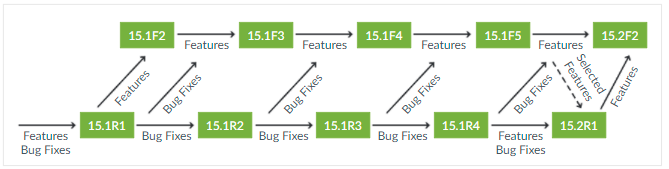 15.1F2
Features
15.1F3
Features
15.1F4
Features
15.1F5
Features
15.2F2
Features
Bug Fixes
Bug Fixes
Bug Fixes
Bug Fixes
Selected
Features
Features
Features
Bug Fixes
15.1R1
Bug Fixes
15.1R2
Bug Fixes
15.1R3
Bug Fixes
15.1R4
Features
Bug Fixes
15.2R1